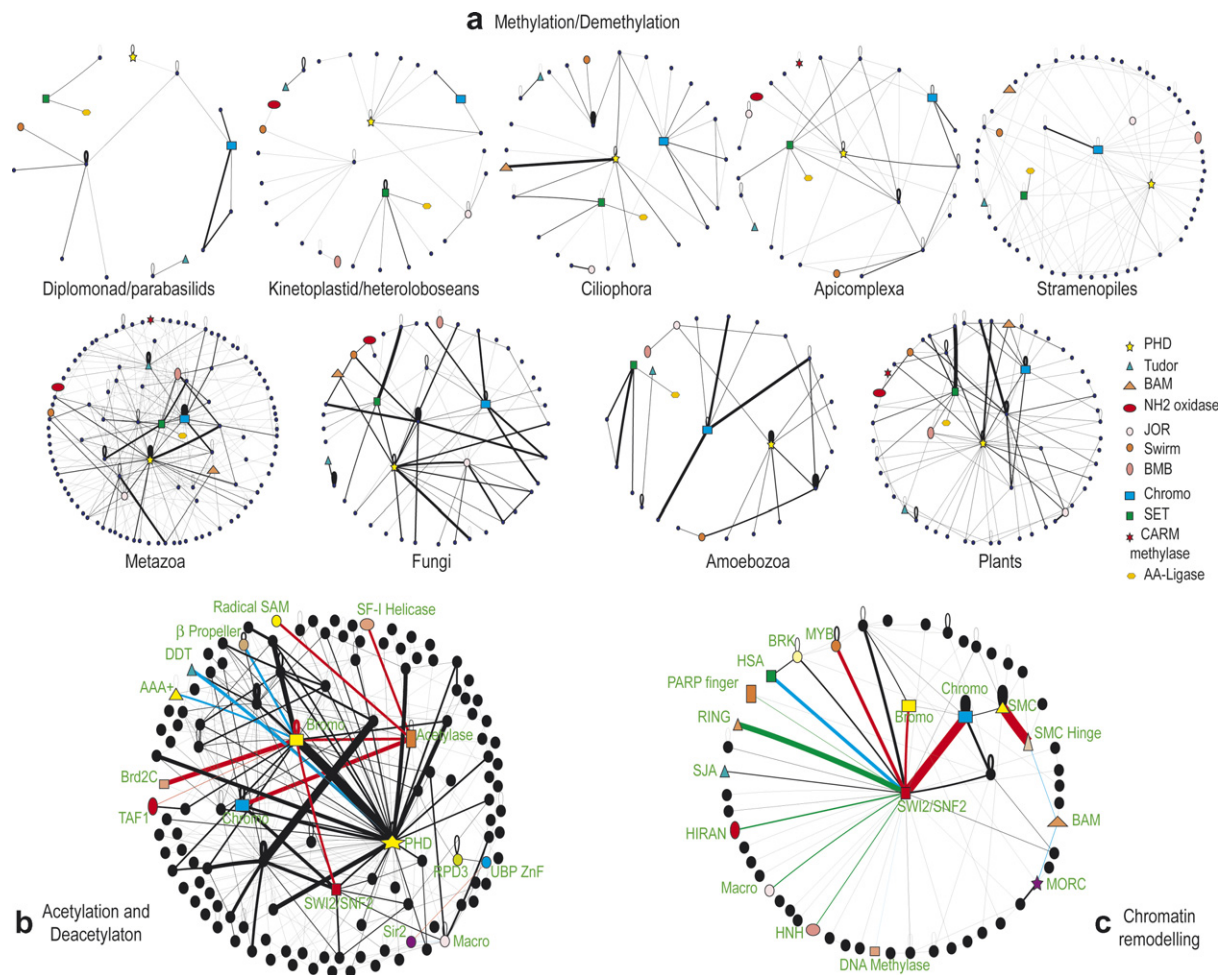 a Methylation/Demethylation
Diplomonad/parabasilids
Kinetoplastid/heteroloboseans
Ciliophora
Apicomplexa
Stramenopiles
Metazoa
Fungi
Amoebozoa
Plants
PHD
Tudor
BAM
NH2 oxidase
JOR
Swirm
BMB
Chromo
SET
CARM
methylase
AA-Ligase
Radical SAM
SF-I Helicase
β Propeller
DDT
AAA+
Bromo
Acetylase
Brd2C
TAF1
Chromo
PHD
RPD3
UBP ZnF
SWI2/SNF2
Sir2
Macro
b Acetylation and
Deacetylaton
MYB
BRK
HSA
PARP finger
Bromo
Chromo
SMC
RING
SMC Hinge
SJA
SWI2/SNF2
HIRAN
BAM
Macro
MORC
HNH
DNA Methylase
c Chromatin
remodelling